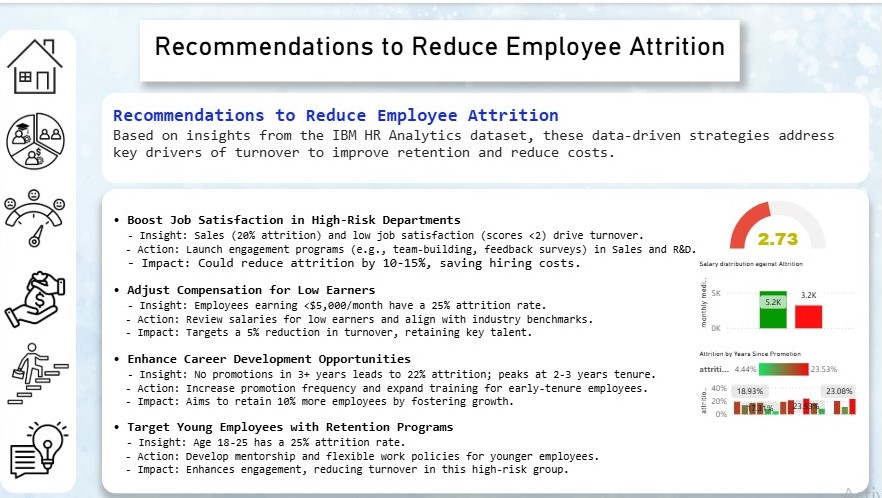 Recommendations to Reduce Employee Attrition
Recommendations to Reduce Employee Attrition
Based on insights from the IBM HR Analytics dataset, these data-driven strategies address
key drivers of turnover to improve retention and reduce costs.
• Boost Job Satisfaction in High-Risk Departments
- Insight: Sales (20% attrition) and low job satisfaction (scores <2) drive turnover.
- Action: Launch engagement programs (e.g., team-building, feedback surveys) in Sales and R&D.
- Impact: Could reduce attrition by 10-15%, saving hiring costs.
• Adjust Compensation for Low Earners
- Insight: Employees earning <$5,000/month have a 25% attrition rate.
- Action: Review salaries for low earners and align with industry benchmarks.
- Impact: Targets a 5% reduction in turnover, retaining key talent.
• Enhance Career Development Opportunities
- Insight: No promotions in 3+ years leads to 22% attrition; peaks at 2-3 years tenure.
- Action: Increase promotion frequency and expand training for early-tenure employees.
- Impact: Aims to retain 10% more employees by fostering growth.
• Target Young Employees with Retention Programs
- Insight: Age 18-25 has a 25% attrition rate.
- Action: Develop mentorship and flexible work policies for younger employees.
- Impact: Enhances engagement, reducing turnover in this high-risk group.
2.73
Salary distribution against Attrition
monthly medi...
5K
0K
5.2K
3.2K
Attrition by Years Since Promotion
attriti... 4.44% 23.53%
attritio...
40%
20%
0%
18.93%
23.08%